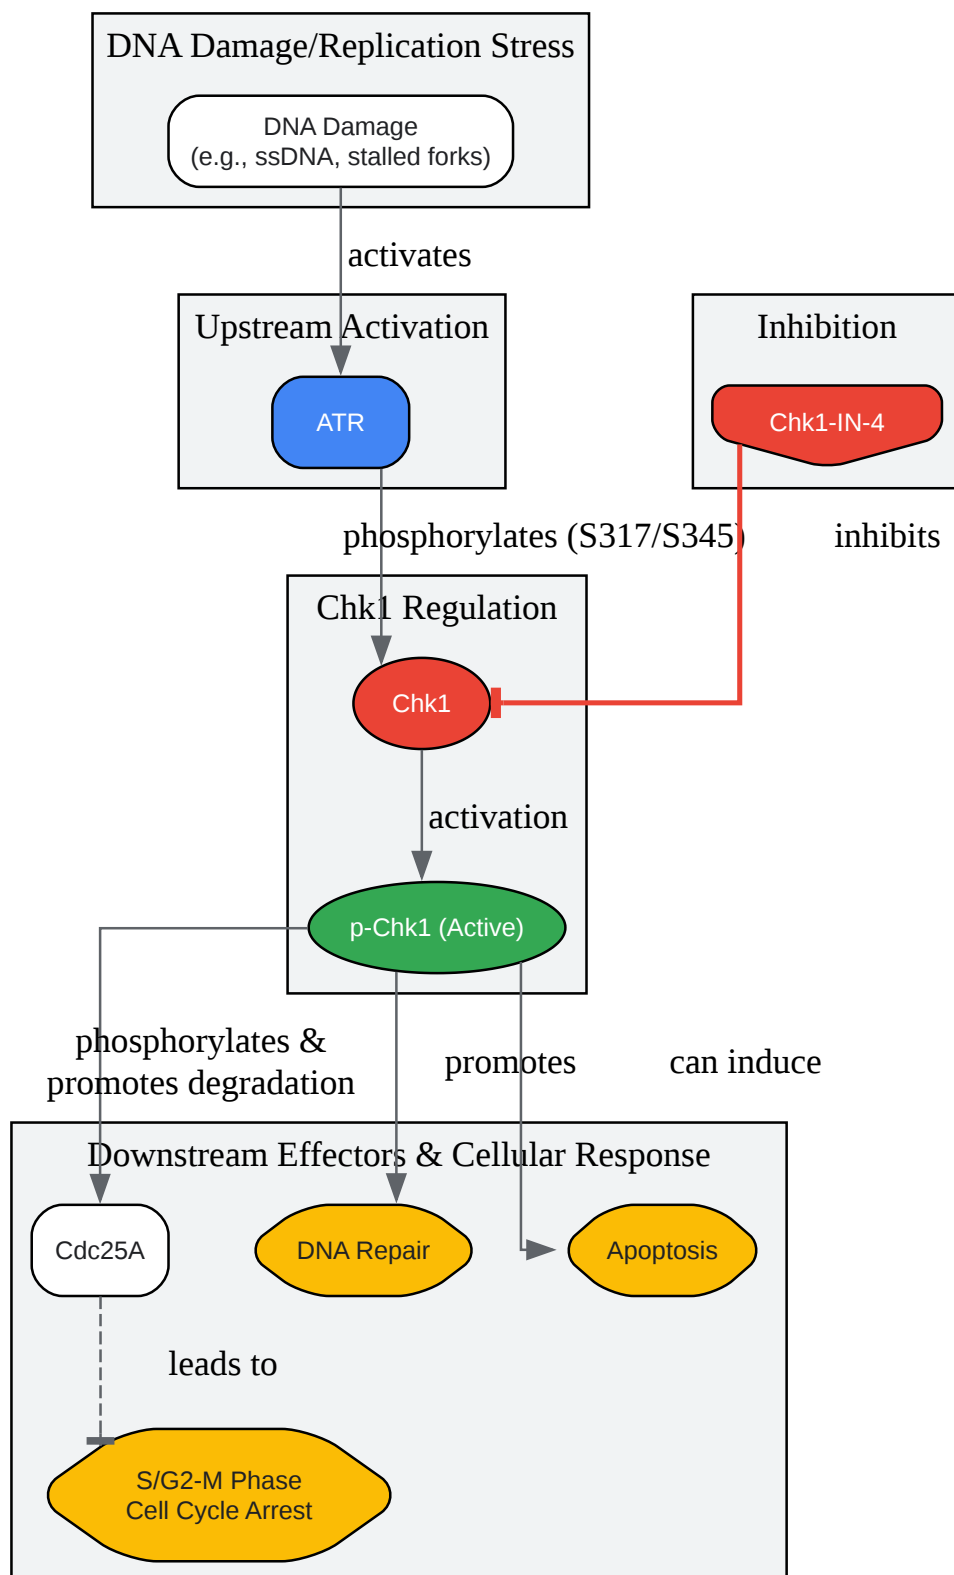 DNA Damage/Replication Stress
DNA Damage
(e.g., ssDNA, stalled forks)
activates
Upstream Activation
Inhibition
ATR
Chk1-IN-4
phosphorylates (S317/S345)
inhibits
Chk1 Regulation
Chk1
activation
p-Chk1 (Active)
phosphorylates &
promotes degradation
promotes
can induce
Downstream Effectors & Cellular Response
Cdc25A
DNA Repair
Apoptosis
leads to
S/G2-M Phase
Cell Cycle Arrest